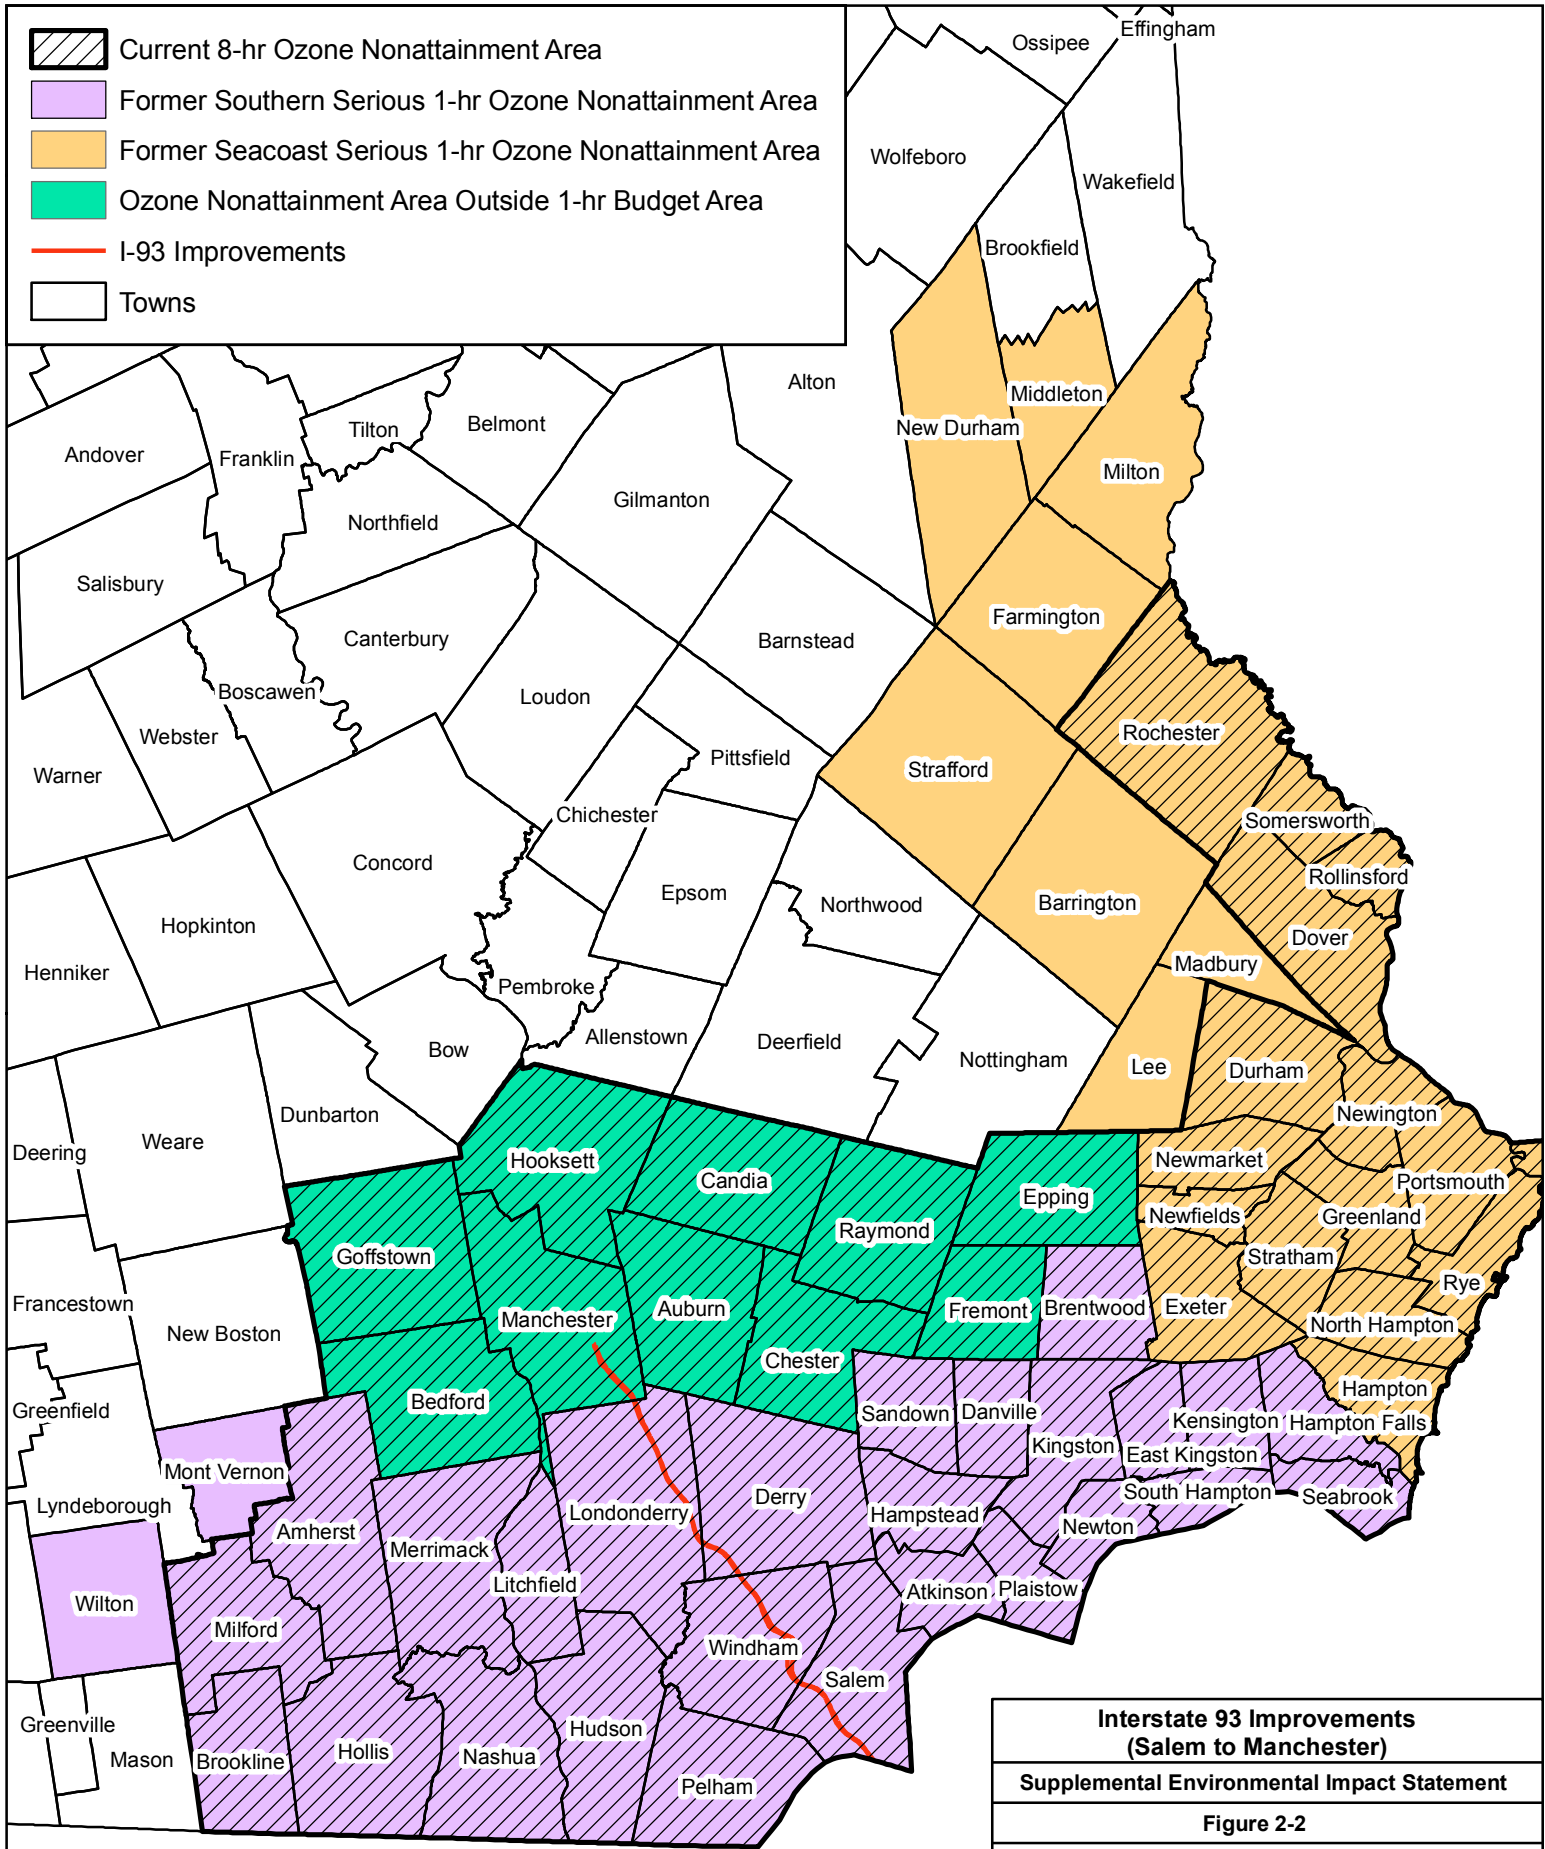 Current 8-hr Ozone Nonattainment Area
Former Southern Serious 1-hr Ozone Nonattainment Area
Former Seacoast Serious 1-hr Ozone Nonattainment Area
Ozone Nonattainment Area Outside 1-hr Budget Area
I-93 Improvements
Towns
Effingham
Ossipee
Wolfeboro
Wakefield
Brookfield
Alton
Middleton
New Durham
Milton
Andover
Franklin
Tilton
Belmont
Gilmanton
Northfield
Salisbury
Canterbury
Barnstead
Farmington
Boscawen
Loudon
Webster
Warner
Pittsfield
Strafford
Rochester
Chichester
Somersworth
Concord
Rollinsford
Epsom
Northwood
Barrington
Hopkinton
Dover
Henniker
Madbury
Pembroke
Allenstown
Deerfield
Bow
Nottingham
Lee
Durham
Dunbarton
Newington
Weare
Deering
Hooksett
Candia
Newmarket
Portsmouth
Epping
Newfields
Greenland
Raymond
Goffstown
Stratham
Rye
Francestown
New Boston
Manchester
Auburn
Fremont
Brentwood
Exeter
North Hampton
Chester
Hampton
Greenfield
Bedford
Sandown
Danville
Kensington
Hampton Falls
Kingston
East Kingston
Mont Vernon
Lyndeborough
Derry
South Hampton
Seabrook
Londonderry
Hampstead
Newton
Amherst
Merrimack
Litchfield
Atkinson
Plaistow
Wilton
Milford
Windham
Salem
Greenville
Mason
Brookline
Hollis
Nashua
Hudson
Pelham
Interstate 93 Improvements
(Salem to Manchester)
Supplemental Environmental Impact Statement
Figure 2-2